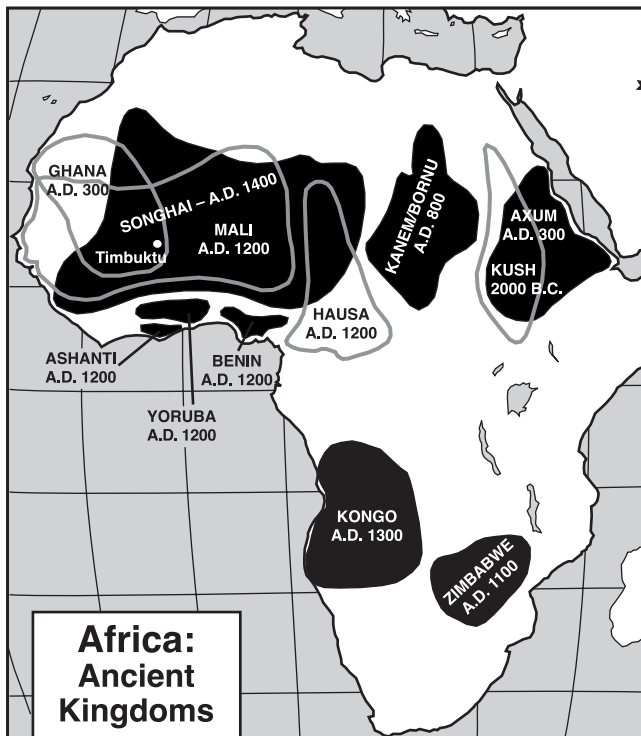 GHANA
A.D. 300
SONGHAI – A.D. 1400
MALI
A.D. 1200
Timbuktu
KANEM/BORNU
A.D. 800
AXUM
A.D. 300
KUSH
2000 B.C.
HAUSA
A.D. 1200
ASHANTI
A.D. 1200
BENIN
A.D. 1200
YORUBA
A.D. 1200
KONGO
A.D. 1300
ZIMBABWE
A.D. 1100
Africa:
Ancient
Kingdoms